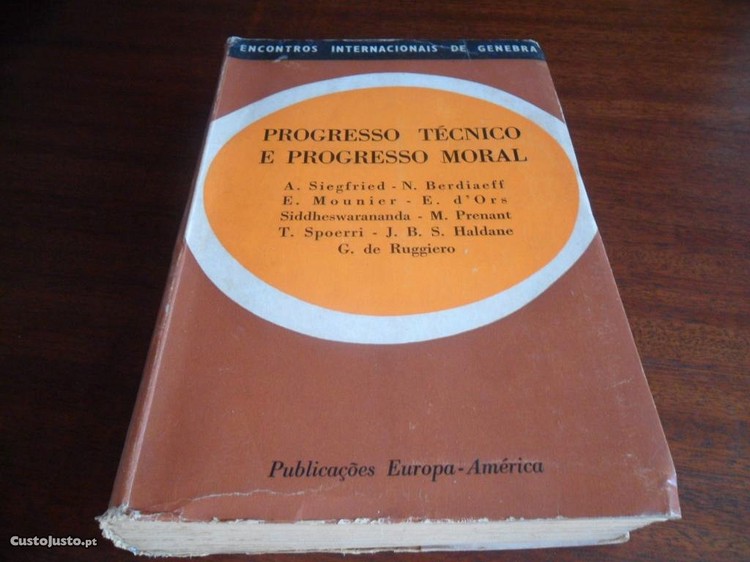 ENCONTROS INTERNACIONAIS DE GENEBRA
PROGRESSO TÉCNICO
E PROGRESSO MORAL
A. Siegfried - N. Berdiaeff
E. Mounier - E. d'Ors
Siddheswarananda - M. Prenant
T. Spoerri - J. B. S. Haldane
G. de Ruggiero
Publicações Europa-América
CustoJusto.pt